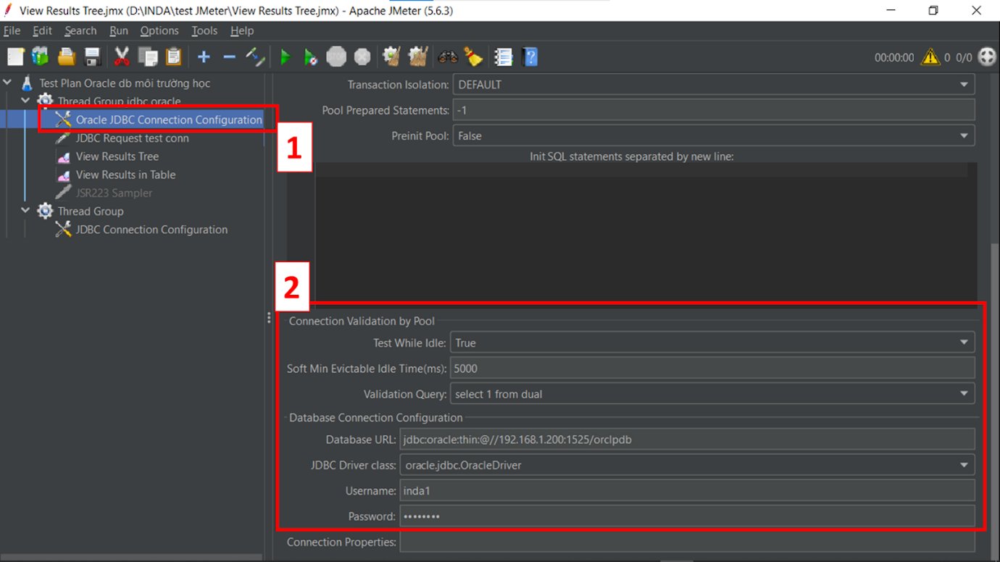 View Results Tree.jmx (D:\INDA\test JMeter\View Results Tree.jmx) - Apache JMeter (5.6.3)
File Edit Search Run Options Tools Help
STOP
00:00:00 0 0/0
Test Plan Oracle db môi trường học
Thread Group jdbc oracle
Oracle JDBC Connection Configuration
JDBC Request test conn
View Results Tree
View Results in Table
JSR223 Sampler
Thread Group
JDBC Connection Configuration
1
Transaction Isolation: DEFAULT
Pool Prepared Statements: -1
Preinit Pool: False
Init SQL statements separated by new line:
2
Connection Validation by Pool
Test While Idle: True
Soft Min Evictable Idle Time(ms): 5000
Validation Query: select 1 from dual
Database Connection Configuration
Database URL: jdbc:oracle:thin:@//192.168.1.200:1525/orclpdb
JDBC Driver class: oracle.jdbc.OracleDriver
Username: inda1
Password: ••••••••
Connection Properties: